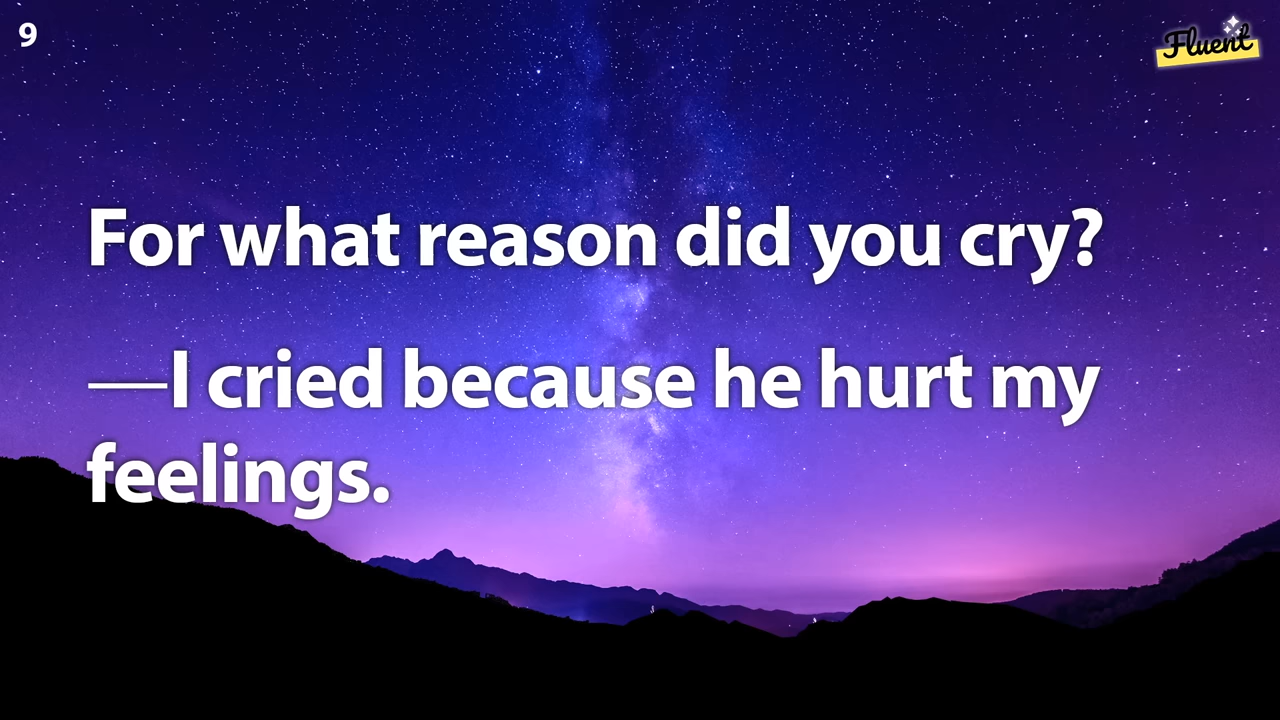 9
Fluent
For what reason did you cry?
—I cried because he hurt my
feelings.